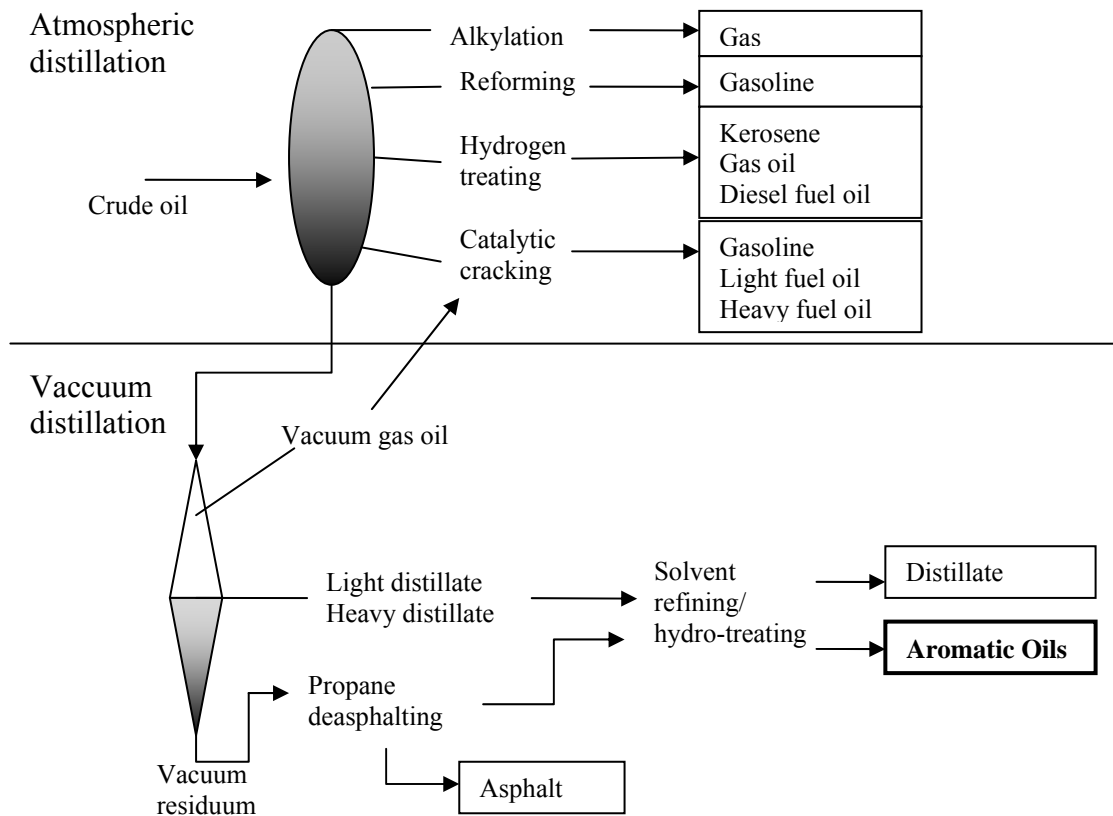 Atmospheric
distillation
Alkylation
Gas
Reforming
Gasoline
Hydrogen
treating
Kerosene
Gas oil
Diesel fuel oil
Crude oil
Catalytic
cracking
Gasoline
Light fuel oil
Heavy fuel oil
Vaccuum
distillation
Vacuum gas oil
Light distillate
Heavy distillate
Solvent
refining/
hydro-treating
Distillate
Aromatic Oils
Propane
deasphalting
Vacuum
residuum
Asphalt